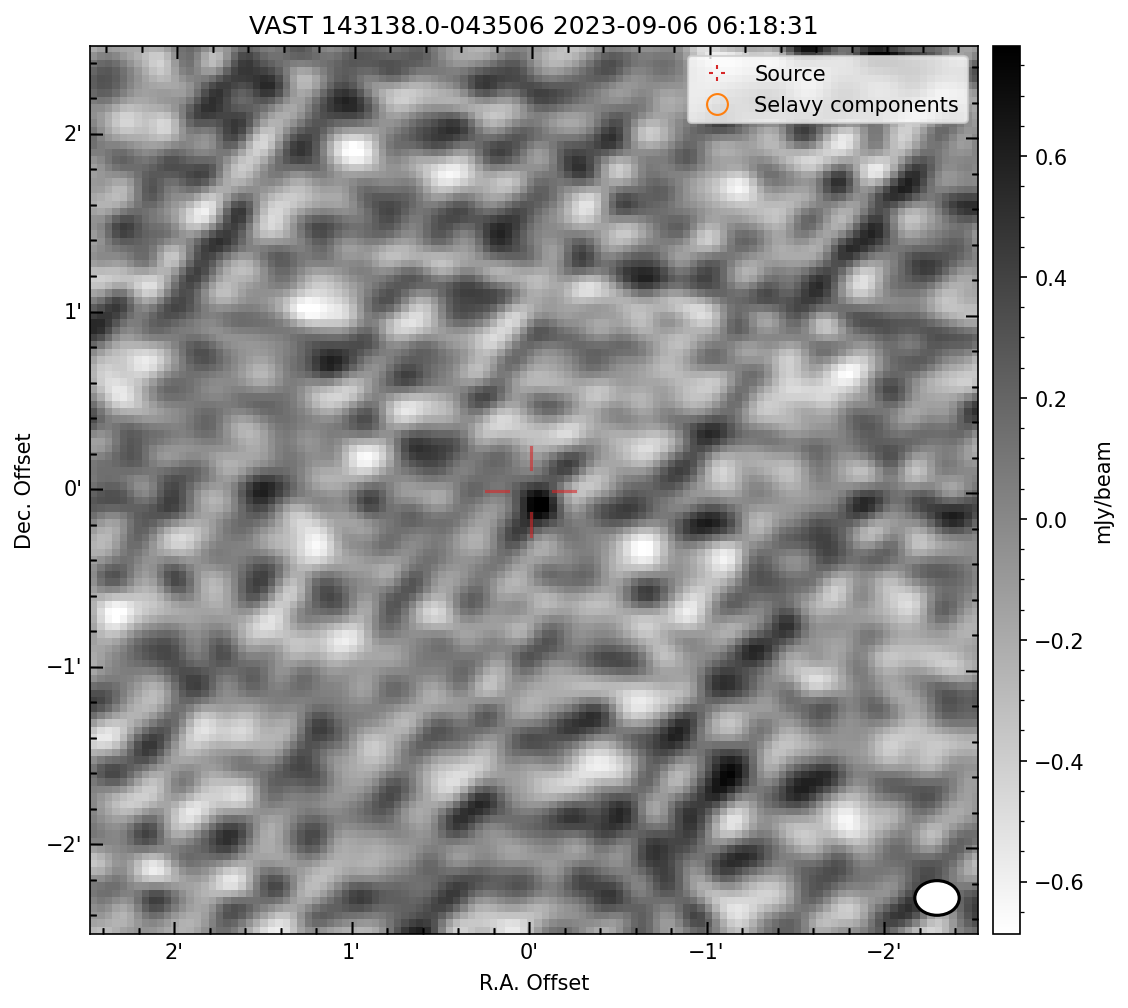 VAST 143138.0-043506 2023-09-06 06:18:31
Source
Selavy components
2'
1'
0'
−1'
−2'
Dec. Offset
2'
1'
0'
−1'
−2'
R.A. Offset
0.6
0.4
0.2
0.0
−0.2
−0.4
−0.6
mJy/beam